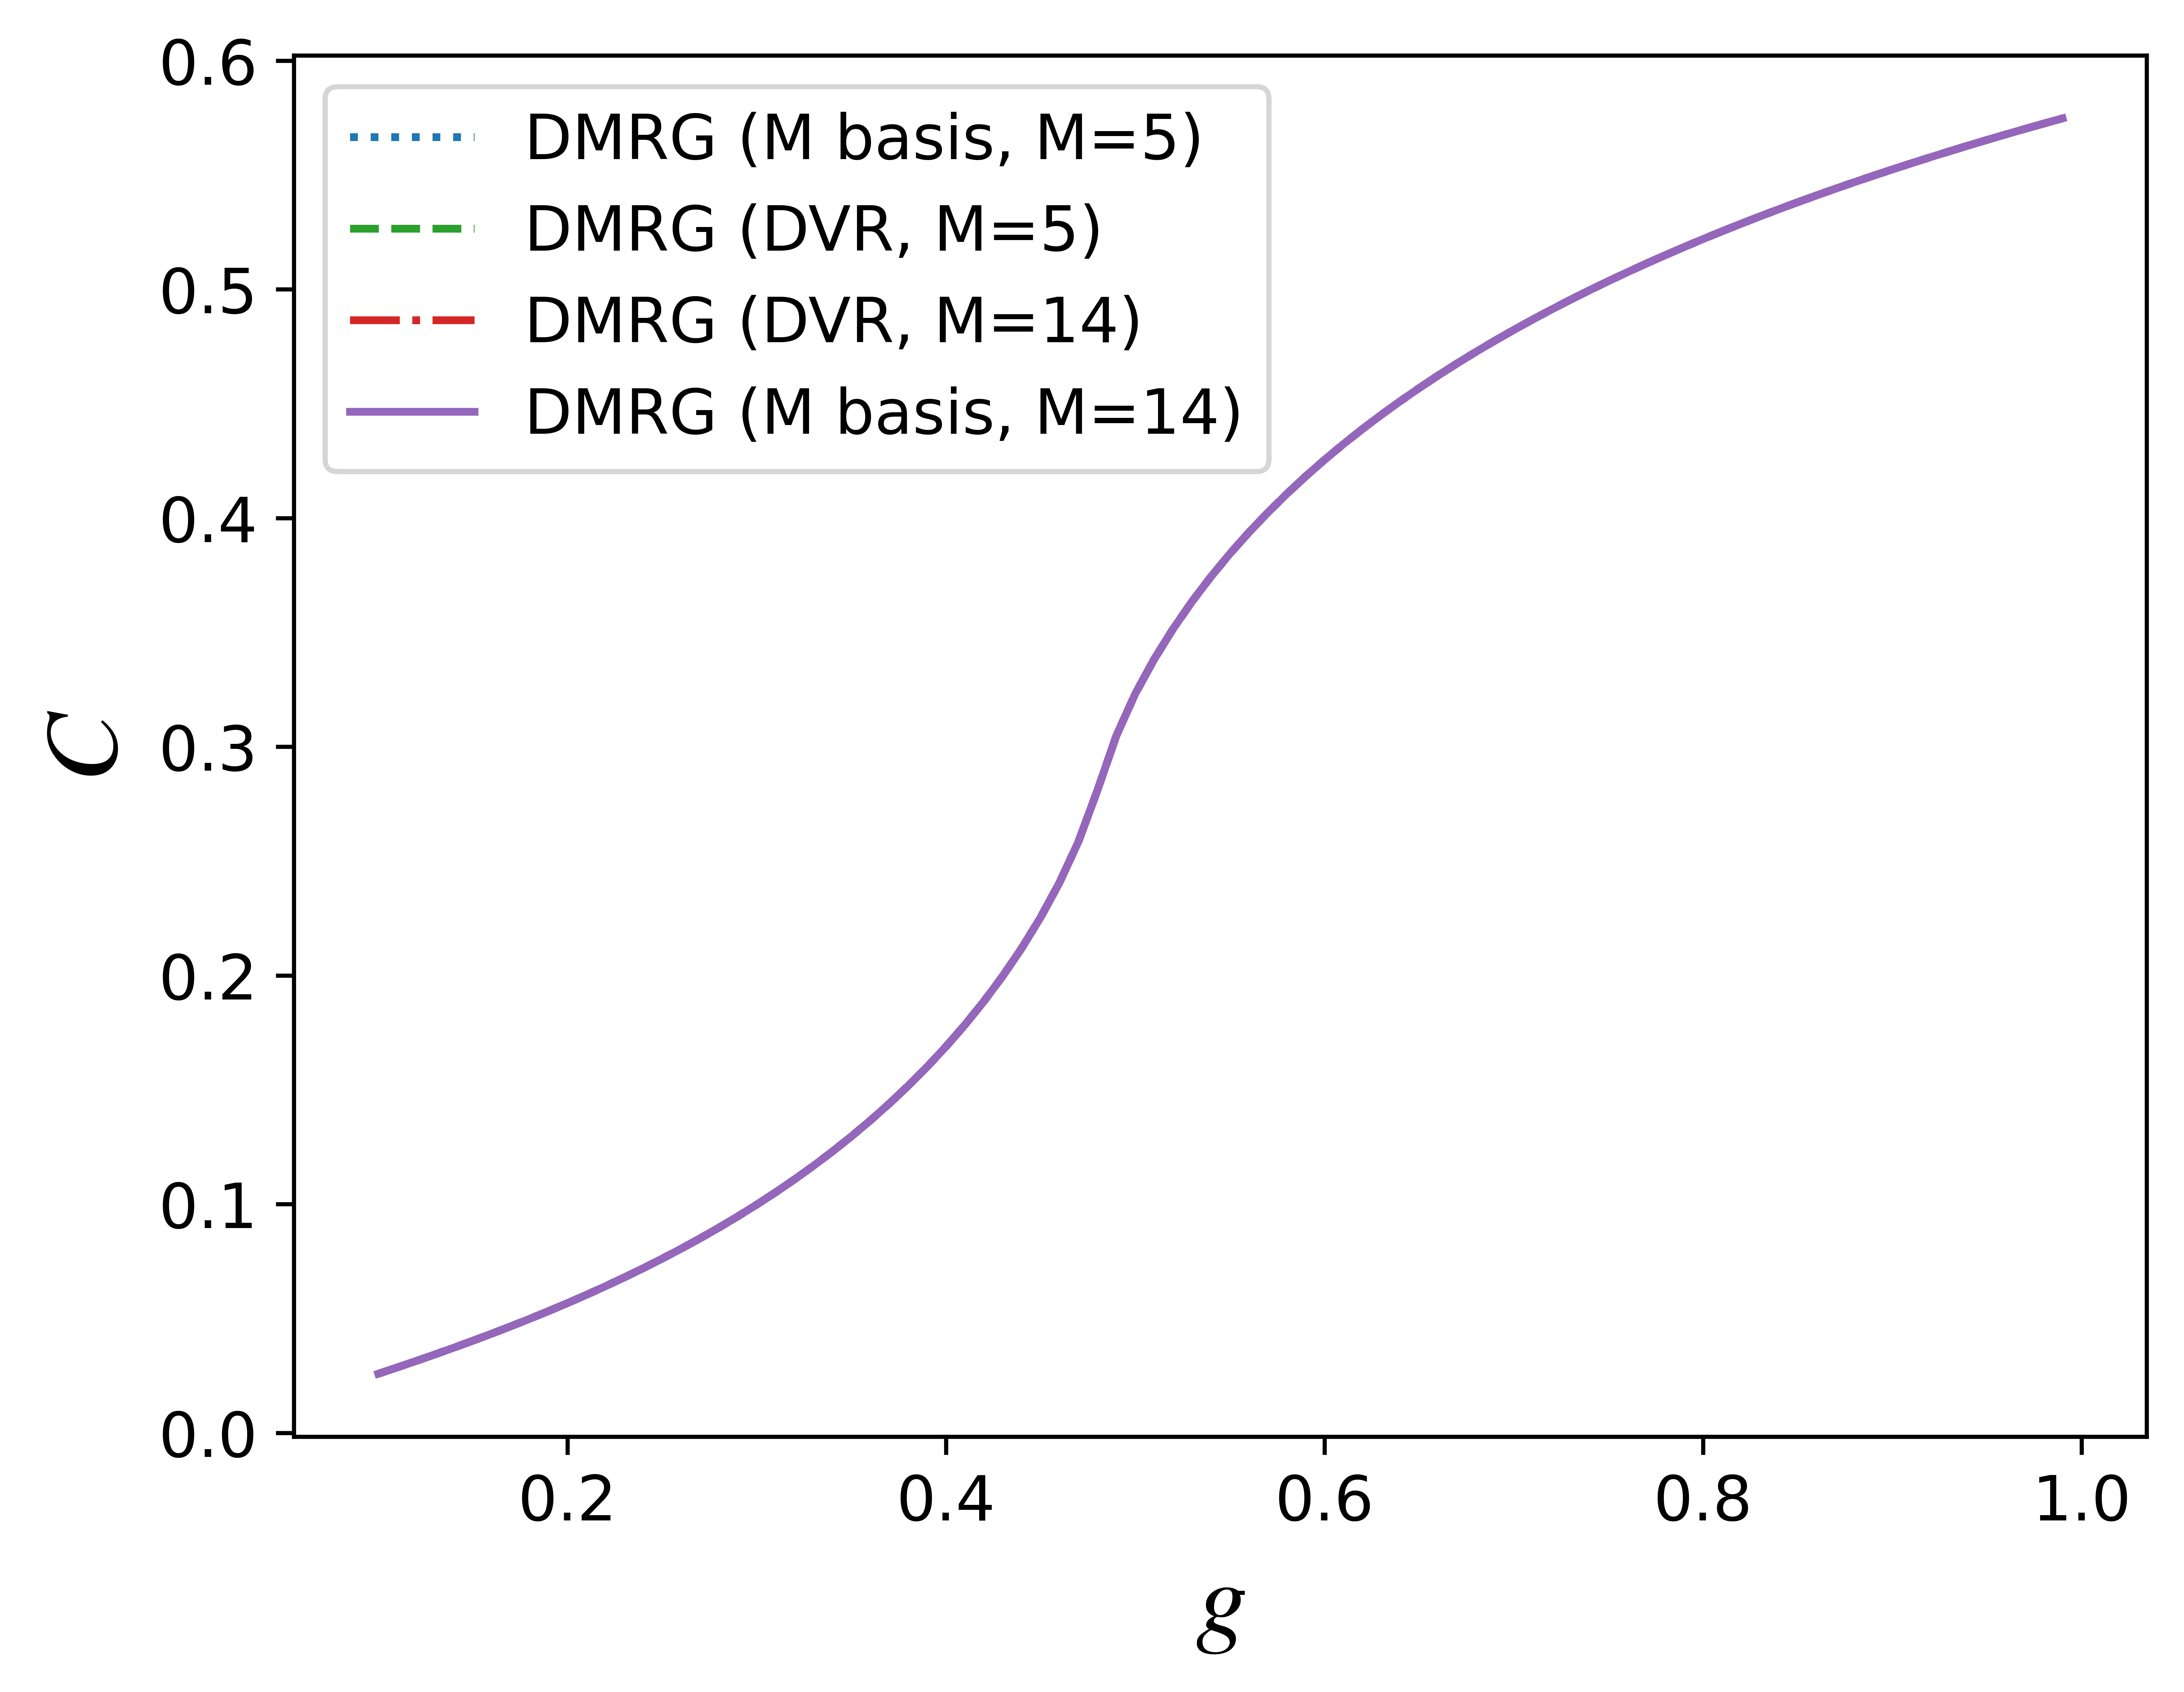 0.6
0.5
0.4
0.3
0.2
0.1
0.0
C
DMRG (M basis, M=5)
DMRG (DVR, M=5)
DMRG (DVR, M=14)
DMRG (M basis, M=14)
0.2 0.4 0.6 0.8 1.0
g